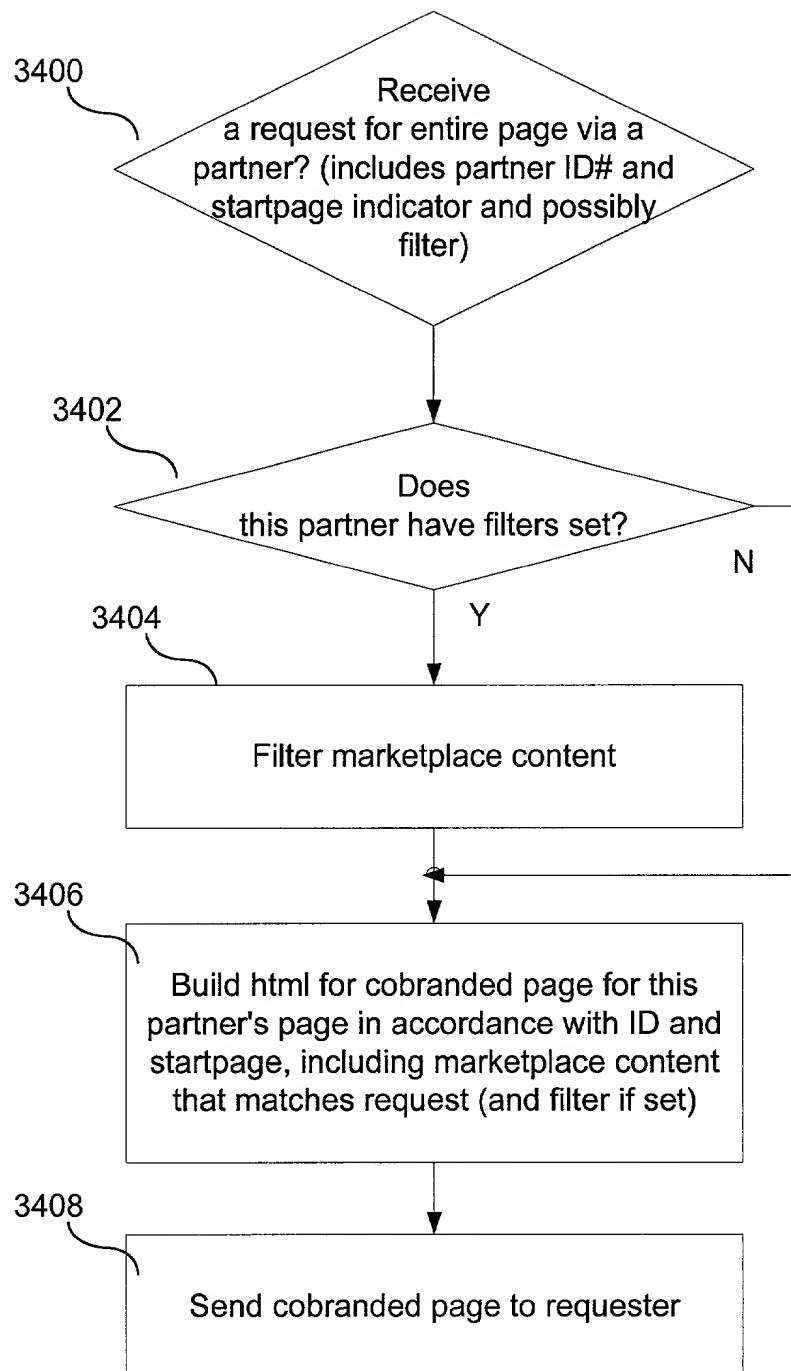 3400
Receive
a request for entire page via a
partner? (includes partner ID# and
startpage indicator and possibly
filter)
3402
Does
this partner have filters set?
N
Y
3404
Filter marketplace content
3406
Build html for cobranded page for this
partner's page in accordance with ID and
startpage, including marketplace content
that matches request (and filter if set)
3408
Send cobranded page to requester